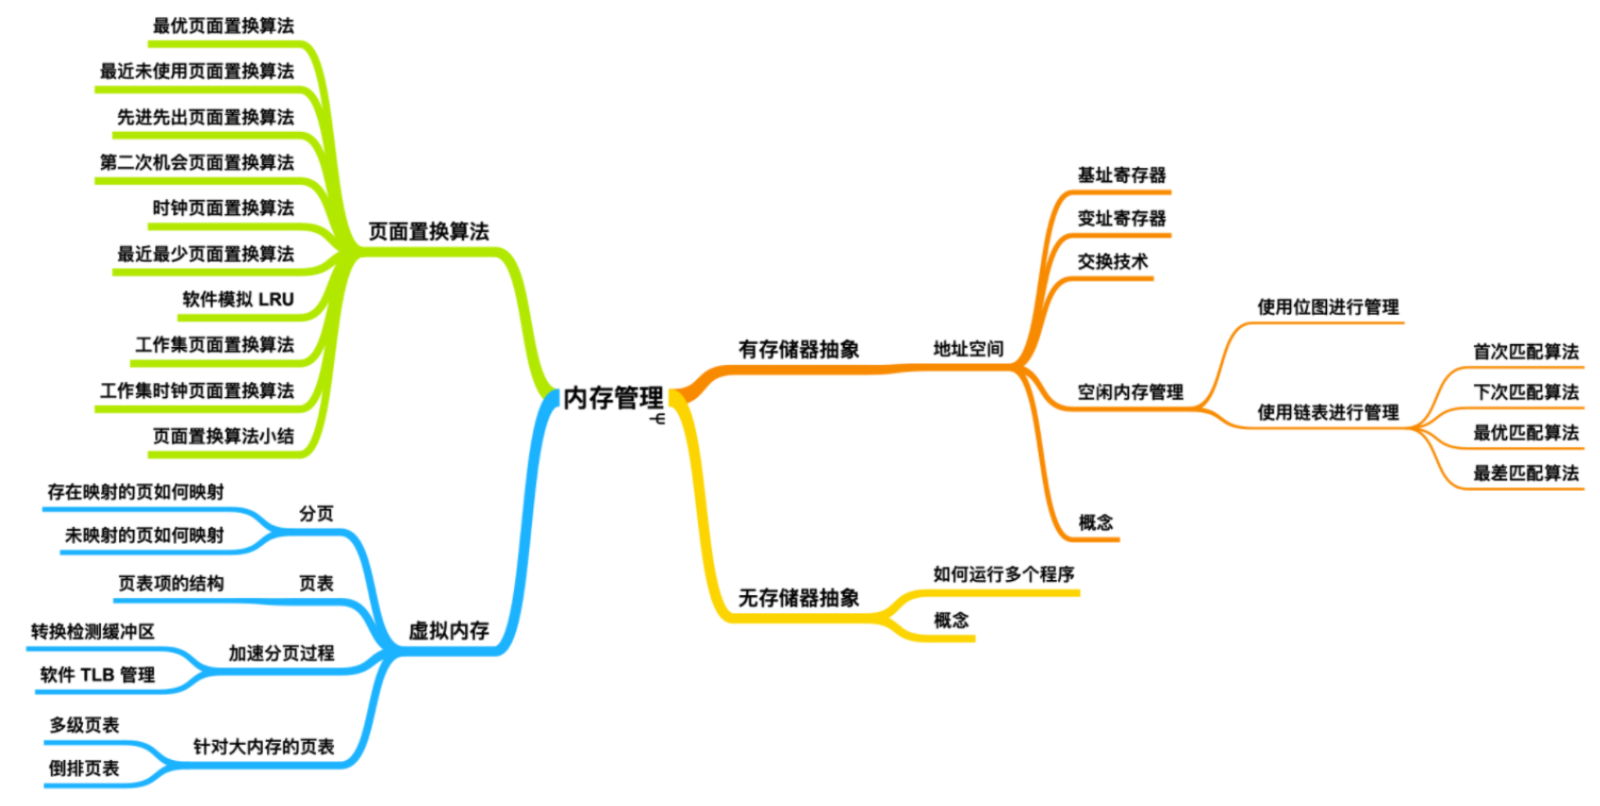 最优页面置换算法
最近未使用页面置换算法
先进先出页面置换算法
第二次机会页面置换算法
时钟页面置换算法
最近最少页面置换算法
软件模拟 LRU
工作集页面置换算法
工作集时钟页面置换算法
页面置换算法小结
页面置换算法
存在映射的页如何映射
未映射的页如何映射
分页
页表项的结构
页表
转换检测缓冲区
软件 TLB 管理
加速分页过程
多级页表
倒排页表
针对大内存的页表
虚拟内存
内存管理
有存储器抽象
地址空间
基址寄存器
变址寄存器
交换技术
空闲内存管理
使用位图进行管理
使用链表进行管理
首次匹配算法
下次匹配算法
最优匹配算法
最差匹配算法
概念
无存储器抽象
如何运行多个程序
概念